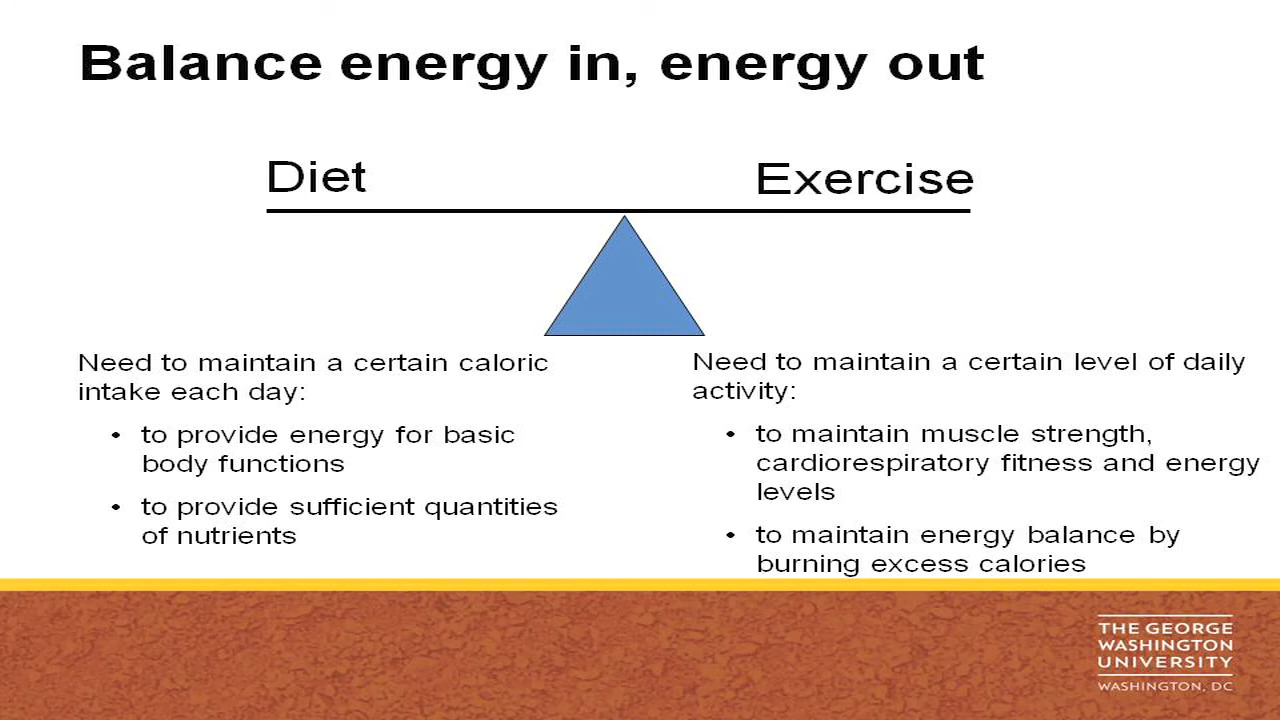 Balance energy in, energy out
Diet
Exercise
Need to maintain a certain caloric
intake each day:
• to provide energy for basic
body functions
• to provide sufficient quantities
of nutrients
Need to maintain a certain level of daily
activity:
• to maintain muscle strength,
cardiorespiratory fitness and energy
levels
• to maintain energy balance by
burning excess calories
THE GEORGE
WASHINGTON
UNIVERSITY
WASHINGTON, DC